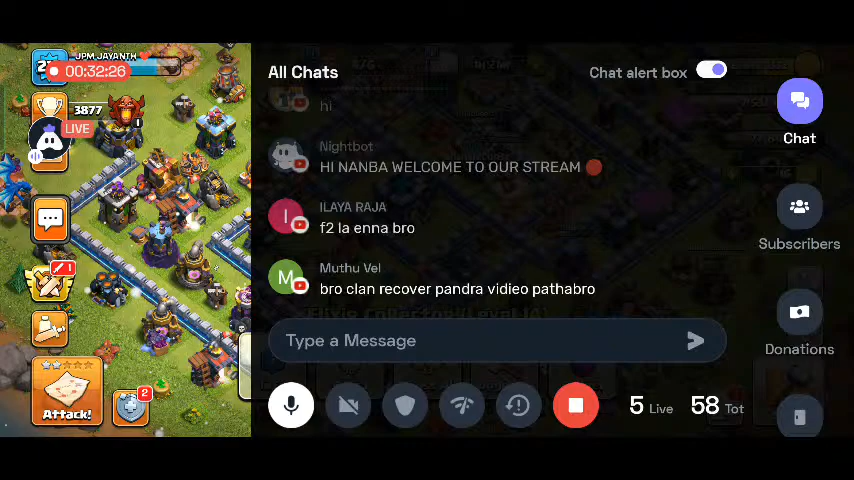 JPM JAYANTH
00:32:26
3877
LIVE
1
Attack!
2
All Chats
Chat alert box
hi
Nightbot
HI NANBA WELCOME TO OUR STREAM
ILAYA RAJA
I
f2 la enna bro
Muthu Vel
M
bro clan recover pandra vidieo pathabro
Type a Message
5 Live 58 Tot
Chat
Subscribers
Donations